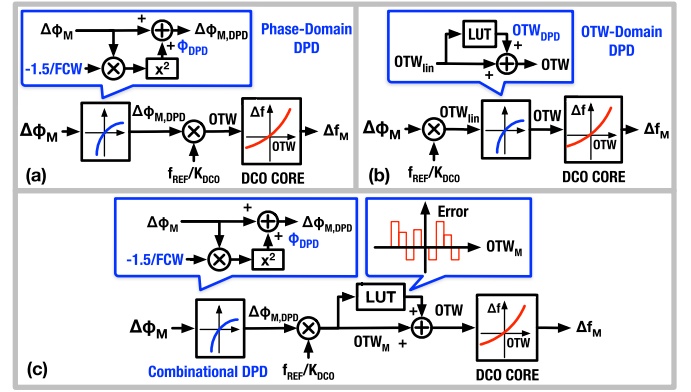 ΔΦM + ΔΦM,DPD
+ ΦDPD
-1.5/FCW x²
Phase-Domain
DPD
ΔΦM ΔΦM,DPD OTW Δf OTW ΔfM
fREF/KDCO
DCO CORE
(a)
LUT OTWDPD
+
OTWlin + OTW
OTW-Domain
DPD
ΔΦM OTWlin OTW Δf OTW ΔfM
fREF/KDCO
DCO CORE
(b)
ΔΦM + ΔΦM,DPD
+ ΦDPD
-1.5/FCW x²
Error
OTWM
LUT
+
ΔΦM ΔΦM,DPD OTWM + OTW Δf OTW ΔfM
Combinational DPD
fREF/KDCO
DCO CORE
(c)